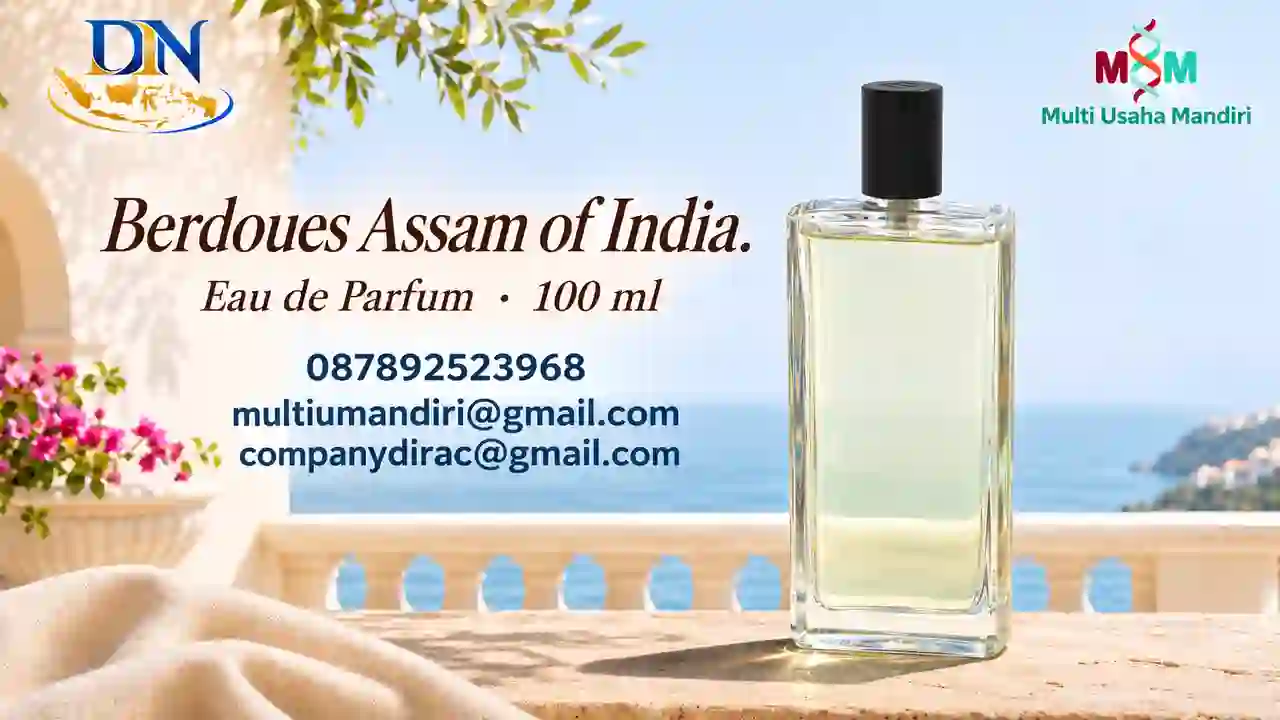 DN
MSM
Multi Usaha Mandiri
Berdoues Assam of India.
Eau de Parfum · 100 ml
087892523968
multiumandiri@gmail.com
companydirac@gmail.com